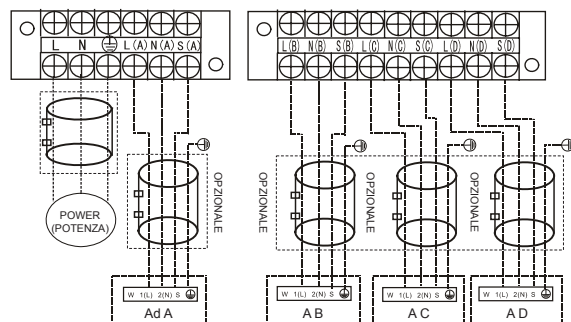 L N L(A) N(A) S(A)
L(B) N(B) S(B) L(C) N(C) S(C) L(D) N(D) S(D)
POWER
(POTENZA)
OPZIONALE
OPZIONALE
OPZIONALE
OPZIONALE
W 1(L) 2(N) S
Ad A
W 1(L) 2(N) S
A B
W 1(L) 2(N) S
A C
W 1(L) 2(N) S
A D